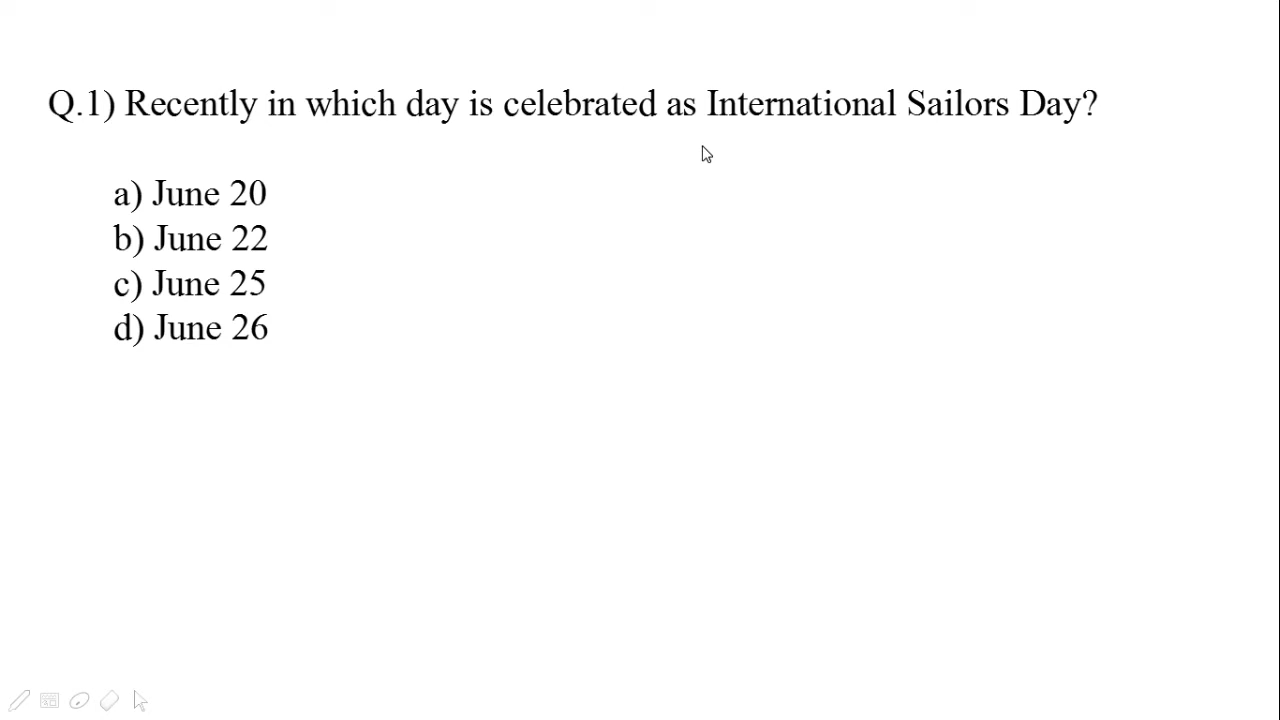 Q.1) Recently in which day is celebrated as International Sailors Day?
a) June 20
b) June 22
c) June 25
d) June 26